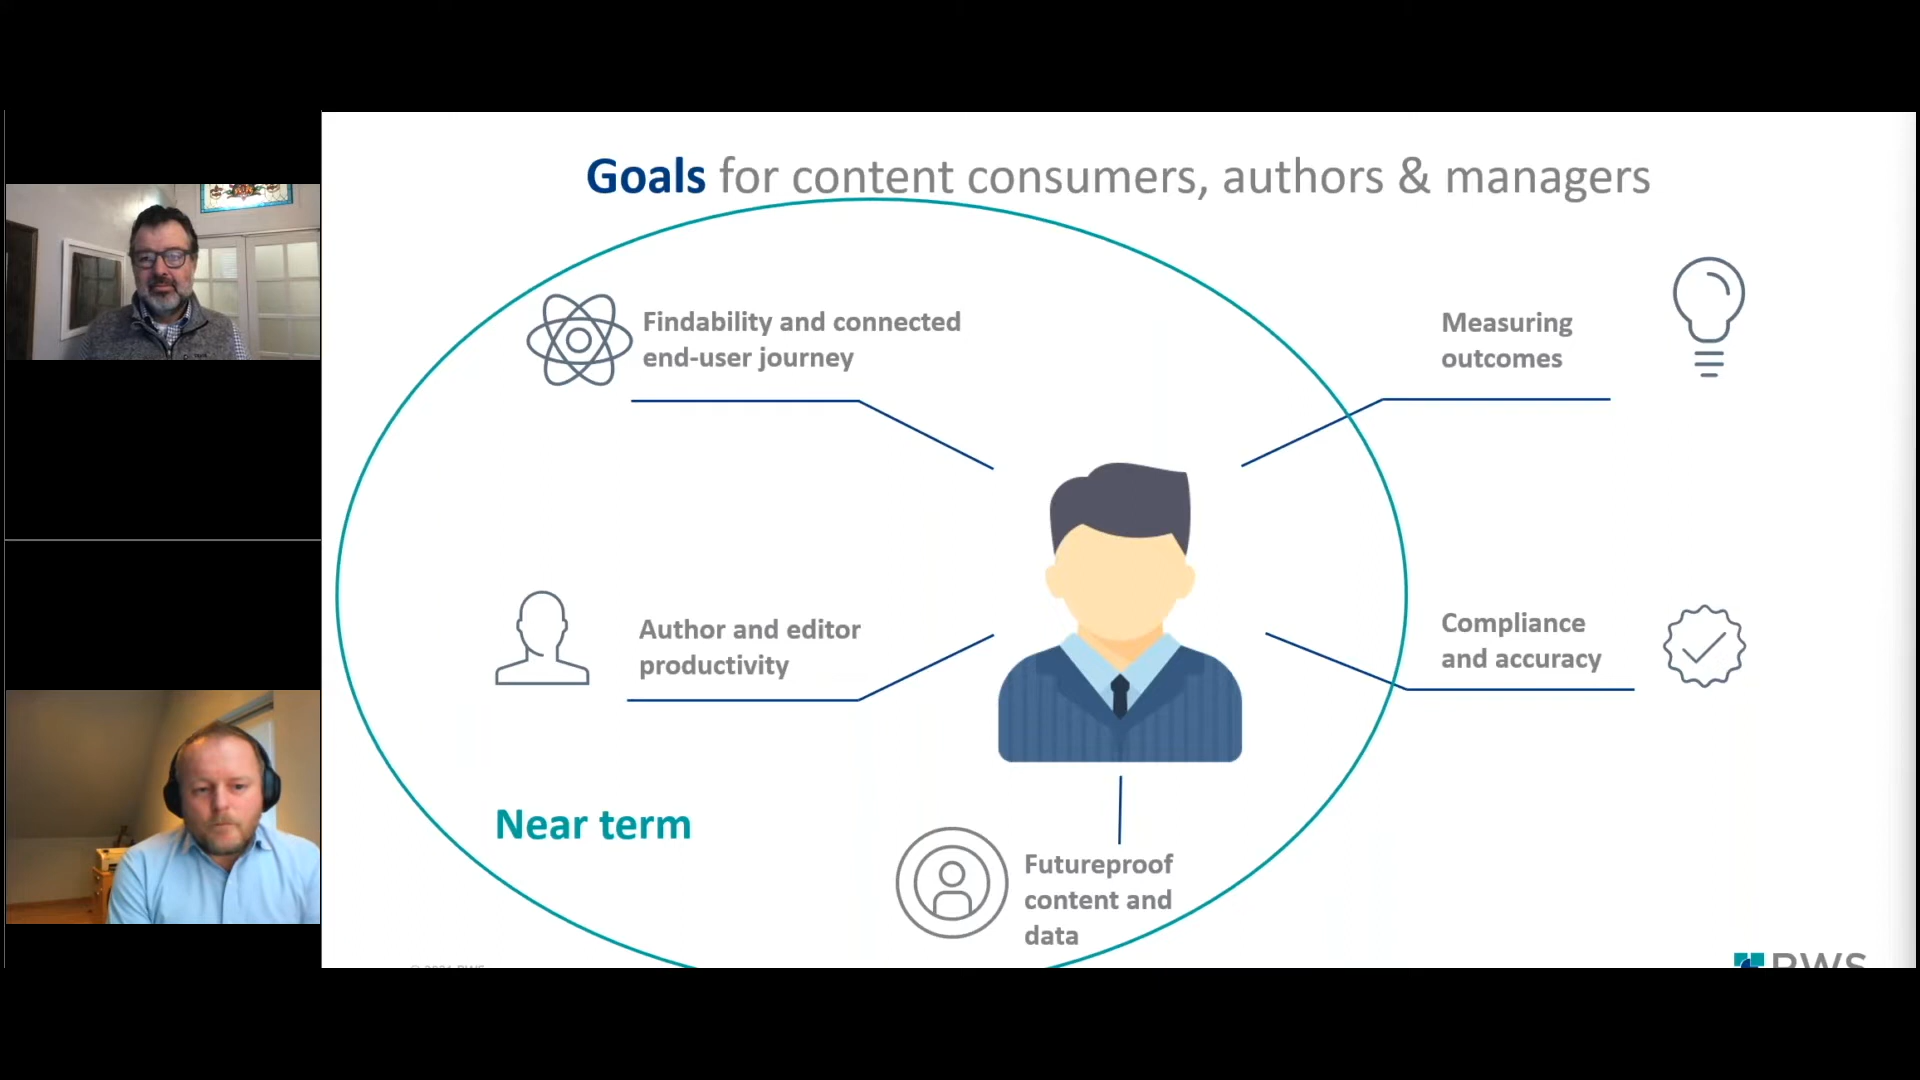 Goals for content consumers, authors & managers
Findability and connected
end-user journey
Measuring
outcomes
Author and editor
productivity
Compliance
and accuracy
Near term
Futureproof
content and
data
RWS